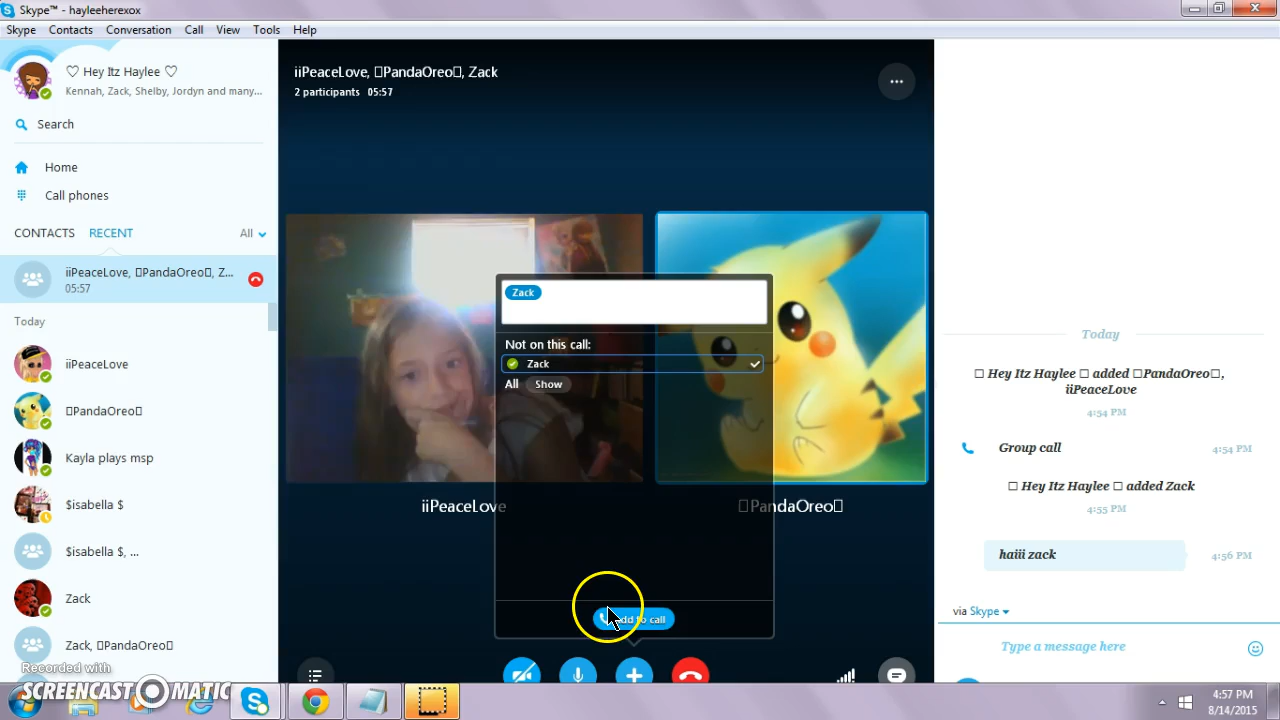 Skype™ - hayleeherexox
Skype Contacts Conversation Call View Tools Help
♡ Hey Itz Haylee ♡
Kennah, Zack, Shelby, Jordyn and many...
Search
Home
Call phones
CONTACTS RECENT All
iiPeaceLove, □PandaOreo□, Z...
05:57
Today
iiPeaceLove
□PandaOreo□
Kayla plays msp
$isabella $
$isabella $, ...
Zack
Zack, □PandaOreo□
Recorded with
SCREENCAST MATIC
iiPeaceLove, □PandaOreo□, Zack
2 participants 05:57
Zack
Not on this call:
Zack
All Show
Add to call
iiPeaceLove
□PandaOreo□
Today
□ Hey Itz Haylee □ added □PandaOreo□,
iiPeaceLove
4:54 PM
Group call 4:54 PM
□ Hey Itz Haylee □ added Zack
4:55 PM
haiii zack 4:56 PM
via Skype
Type a message here
4:57 PM
8/14/2015